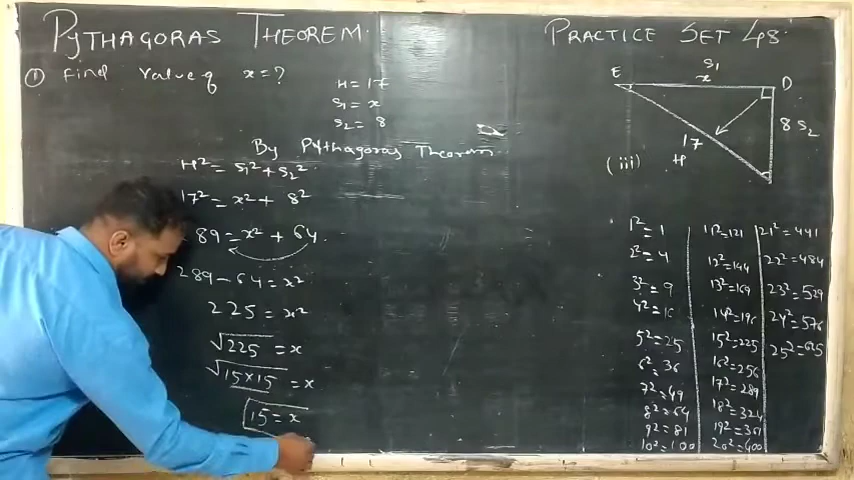 PYTHAGORAS THEOREM.
PRACTICE SET 48.
① Find value of x = ?
H = 17
S₁ = x
S₂ = 8
By Pythagoras Theorem
H² = S₁² + S₂²
17² = x² + 8²
89 = x² + 64
289 - 64 = x²
225 = x²
√225 = x
√15×15 = x
15 = x
S₁
E x D
8 S₂
17
H
(iii)
1² = 1
2² = 4
3² = 9
4² = 16
5² = 25
6² = 36
7² = 49
8² = 64
9² = 81
10² = 100
11² = 121
12² = 144
13² = 169
14² = 196
15² = 225
16² = 256
17² = 289
18² = 324
19² = 361
20² = 400
21² = 441
22² = 484
23² = 529
24² = 576
25² = 625